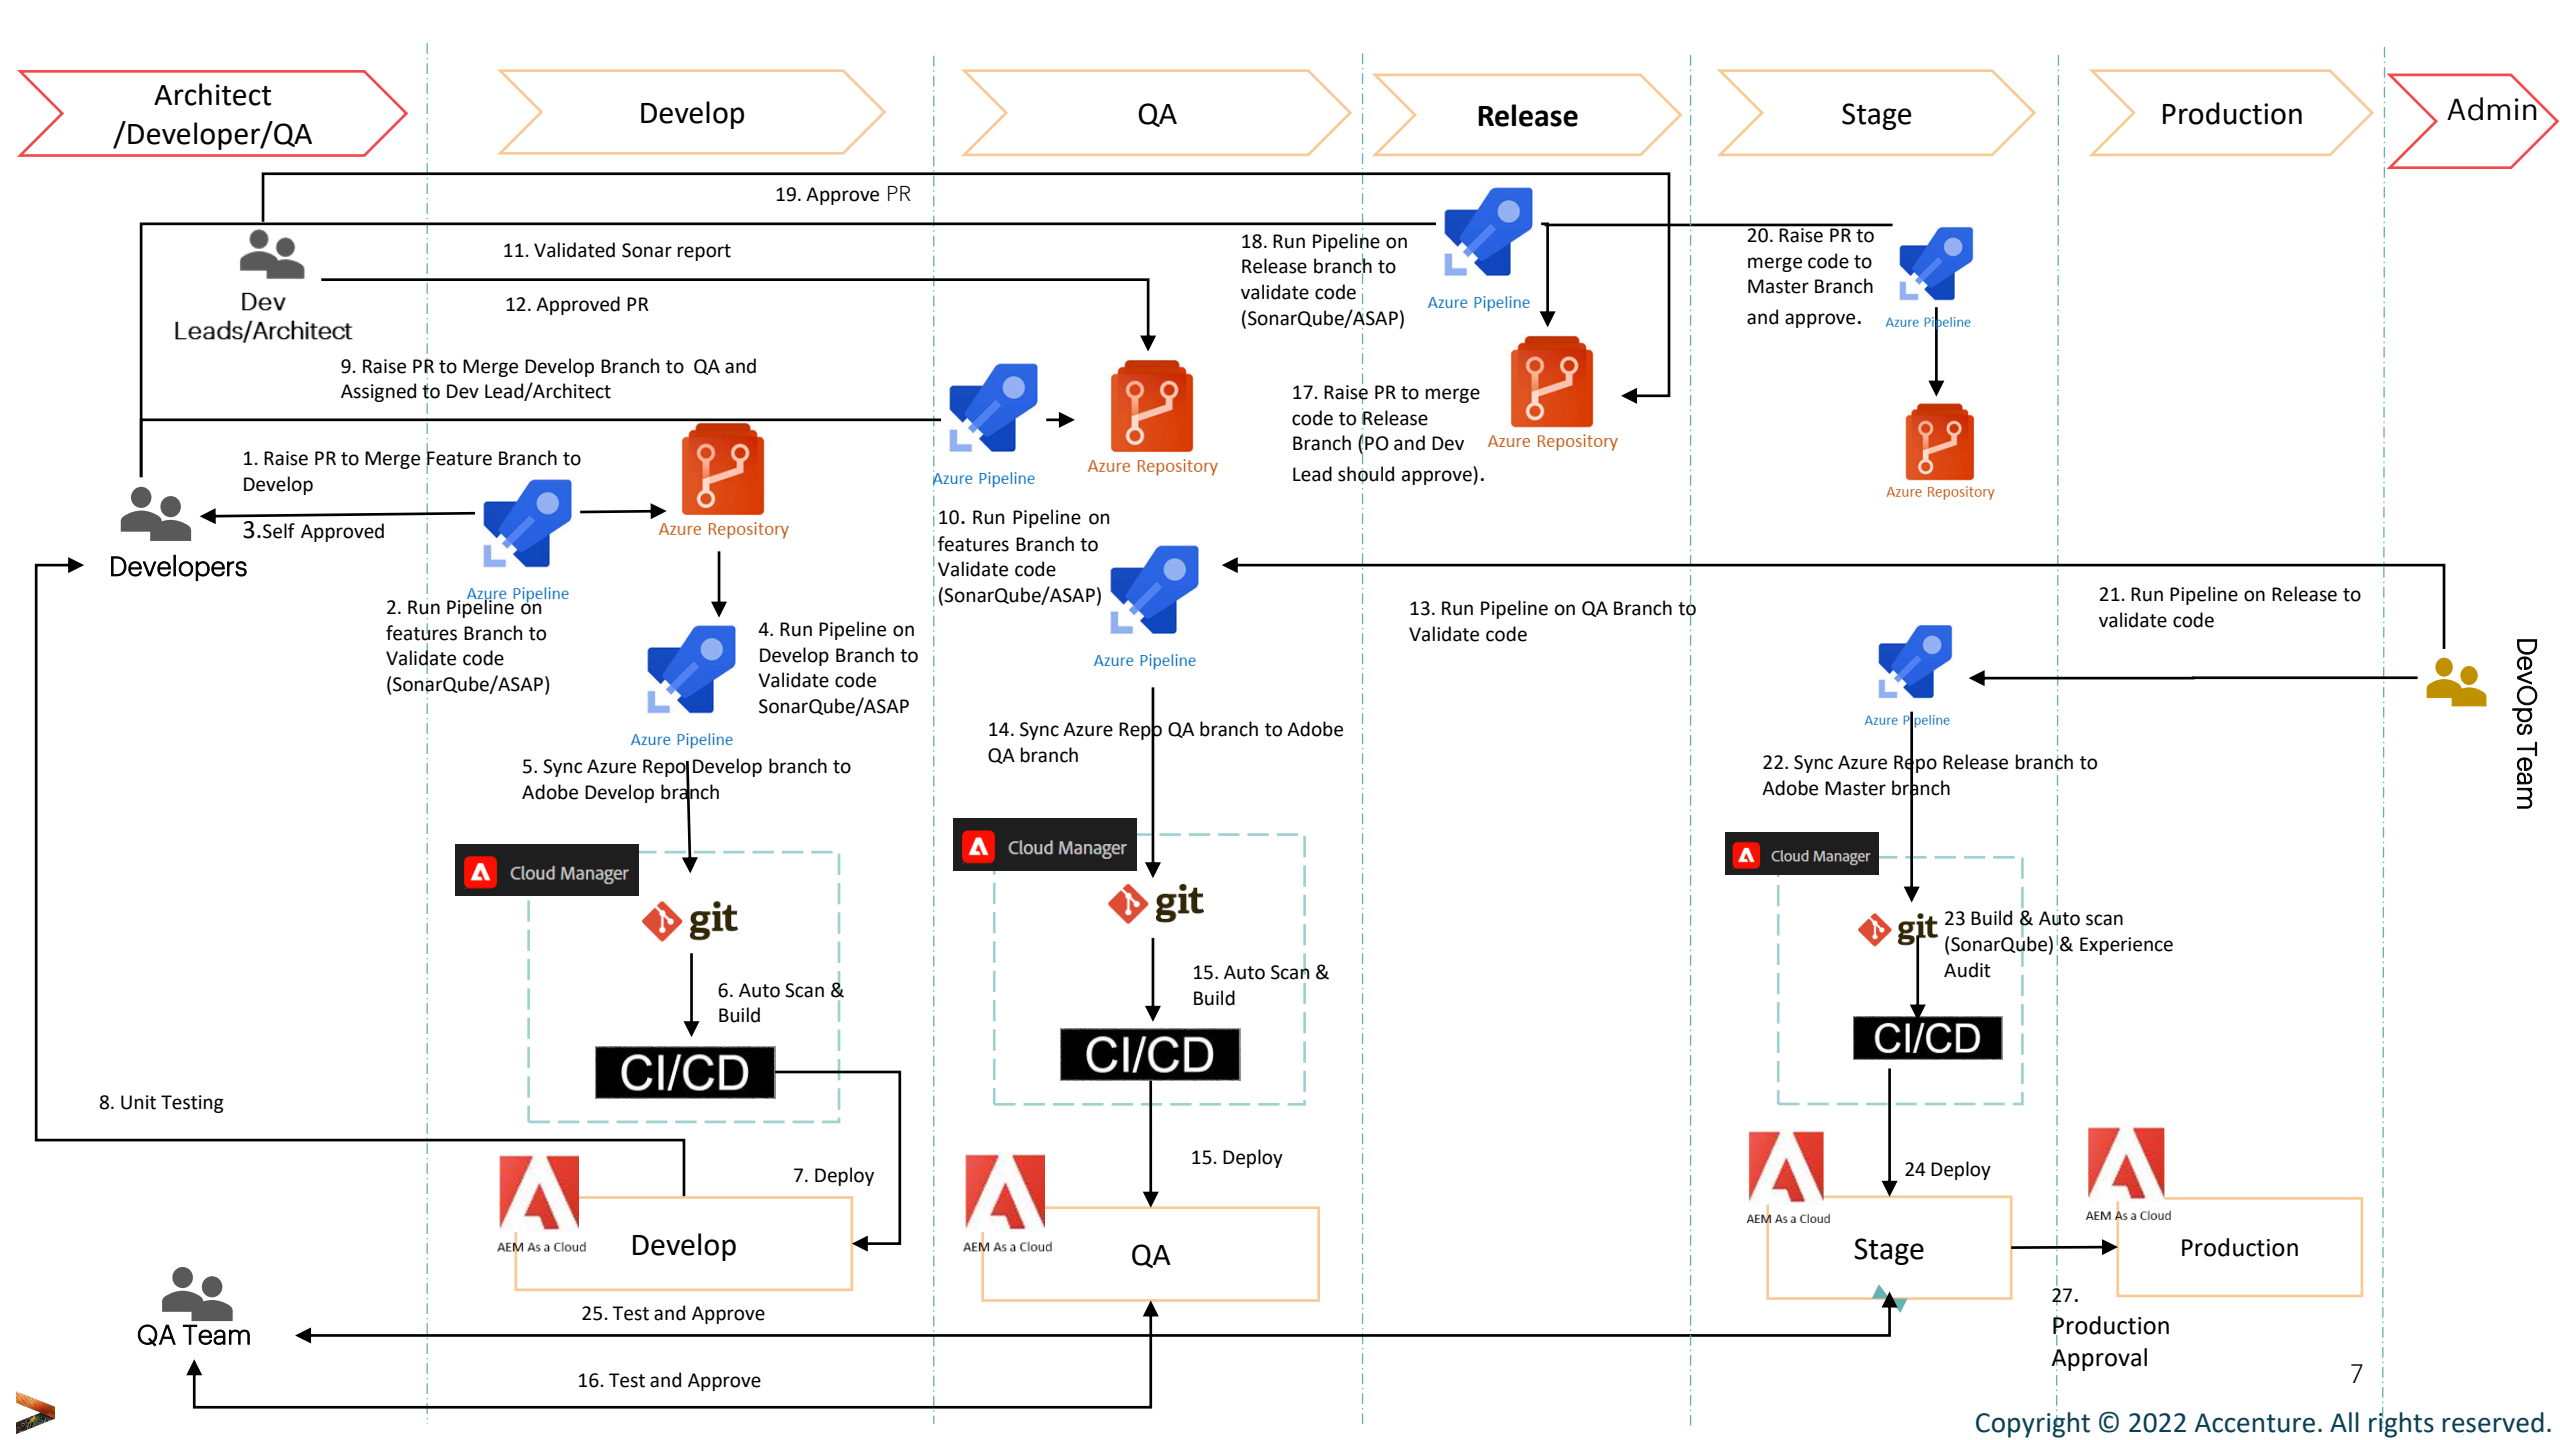 Architect
/Developer/QA
Develop
QA
Release
Stage
Production
Admin
19. Approve PR
11. Validated Sonar report
12. Approved PR
Dev
Leads/Architect
9. Raise PR to Merge Develop Branch to QA and
Assigned to Dev Lead/Architect
1. Raise PR to Merge Feature Branch to
Develop
3.Self Approved
Developers
Azure Pipeline
Azure Repository
2. Run Pipeline on
features Branch to
Validate code
(SonarQube/ASAP)
4. Run Pipeline on
Develop Branch to
Validate code
SonarQube/ASAP
Azure Pipeline
5. Sync Azure Repo Develop branch to
Adobe Develop branch
Cloud Manager
git
6. Auto Scan &
Build
CI/CD
8. Unit Testing
7. Deploy
AEM As a Cloud
Develop
Azure Pipeline
Azure Repository
10. Run Pipeline on
features Branch to
Validate code
(SonarQube/ASAP)
Azure Pipeline
14. Sync Azure Repo QA branch to Adobe
QA branch
Cloud Manager
git
15. Auto Scan &
Build
CI/CD
15. Deploy
AEM As a Cloud
QA
18. Run Pipeline on
Release branch to
validate code
(SonarQube/ASAP)
Azure Pipeline
17. Raise PR to merge
code to Release
Branch (PO and Dev
Lead should approve).
Azure Repository
13. Run Pipeline on QA Branch to
Validate code
20. Raise PR to
merge code to
Master Branch
and approve.
Azure Pipeline
Azure Repository
21. Run Pipeline on Release to
validate code
DevOps Team
Azure Pipeline
22. Sync Azure Repo Release branch to
Adobe Master branch
Cloud Manager
git
23 Build & Auto scan
(SonarQube) & Experience
Audit
CI/CD
24 Deploy
AEM As a Cloud
Stage
AEM As a Cloud
Production
27.
Production
Approval
QA Team
25. Test and Approve
16. Test and Approve
7
Copyright © 2022 Accenture. All rights reserved.